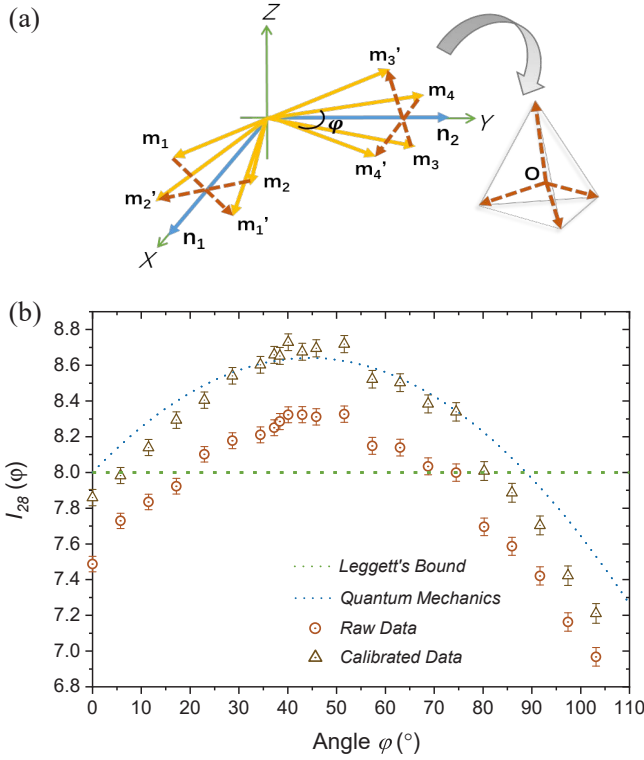 (a)
Z
m₃'
m₄
φ
n₂
Y
m₁
m₂
m₄'
m₃
O
m₂'
m₁'
n₁
X
(b)
8.8
8.6
8.4
8.2
8.0
7.8
7.6
7.4
7.2
7.0
6.8
I₂₈ (φ)
Leggett's Bound
Quantum Mechanics
Raw Data
Calibrated Data
0 10 20 30 40 50 60 70 80 90 100 110
Angle φ (°)